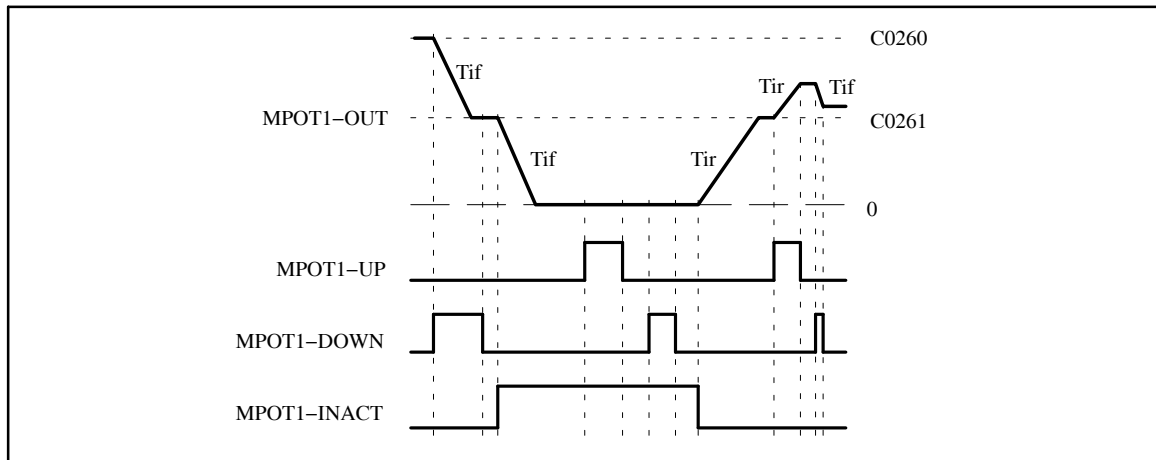 C0260
Tif
Tir
Tif
MPOT1−OUT
C0261
Tif
Tir
0
MPOT1−UP
MPOT1−DOWN
MPOT1−INACT